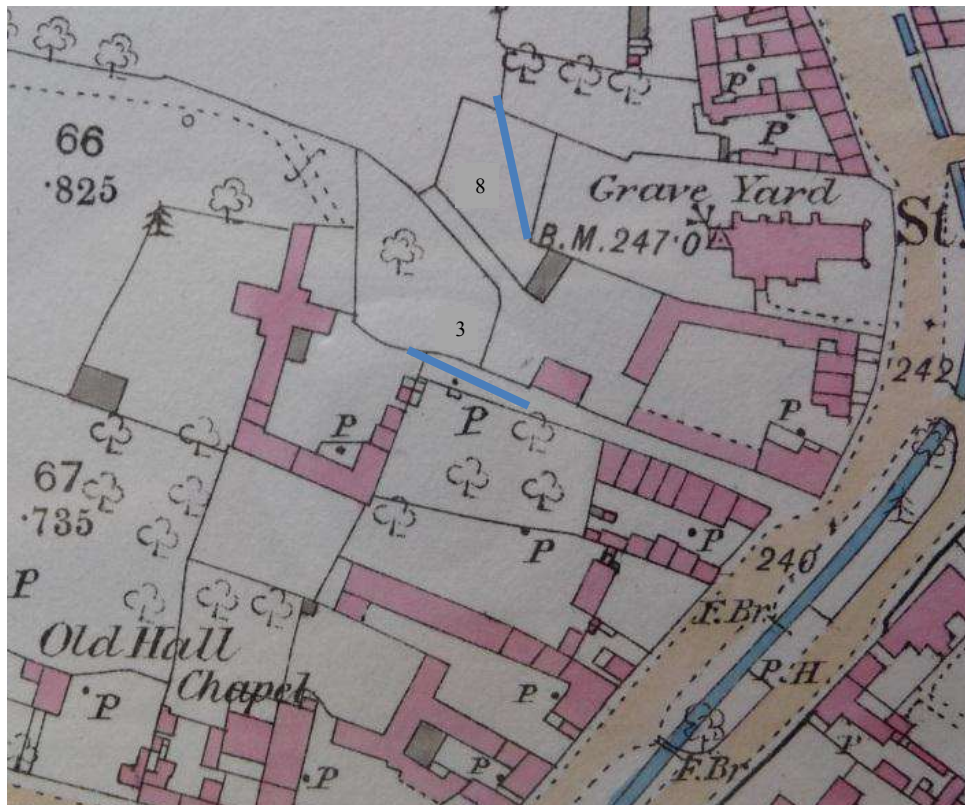 66
·825
P
P
8
Grave Yard
B.M. 247·0
St.
3
242
P
P
P
67
·735
P
P
240
P
F.Br.
Old Hall
Chapel
P.H
P
P
P
P
P
F.Br